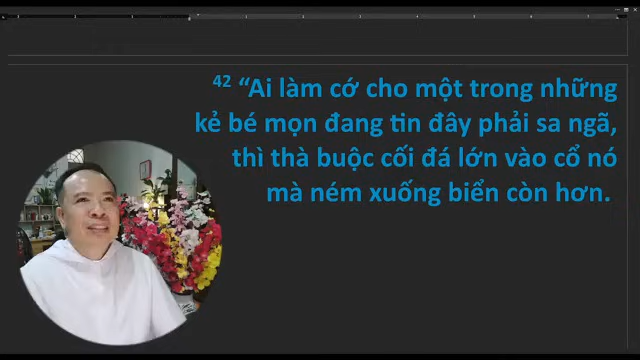 42 “Ai làm cớ cho một trong những
kẻ bé mọn đang tin đây phải sa ngã,
thì thà buộc cối đá lớn vào cổ nó
mà ném xuống biển còn hơn.